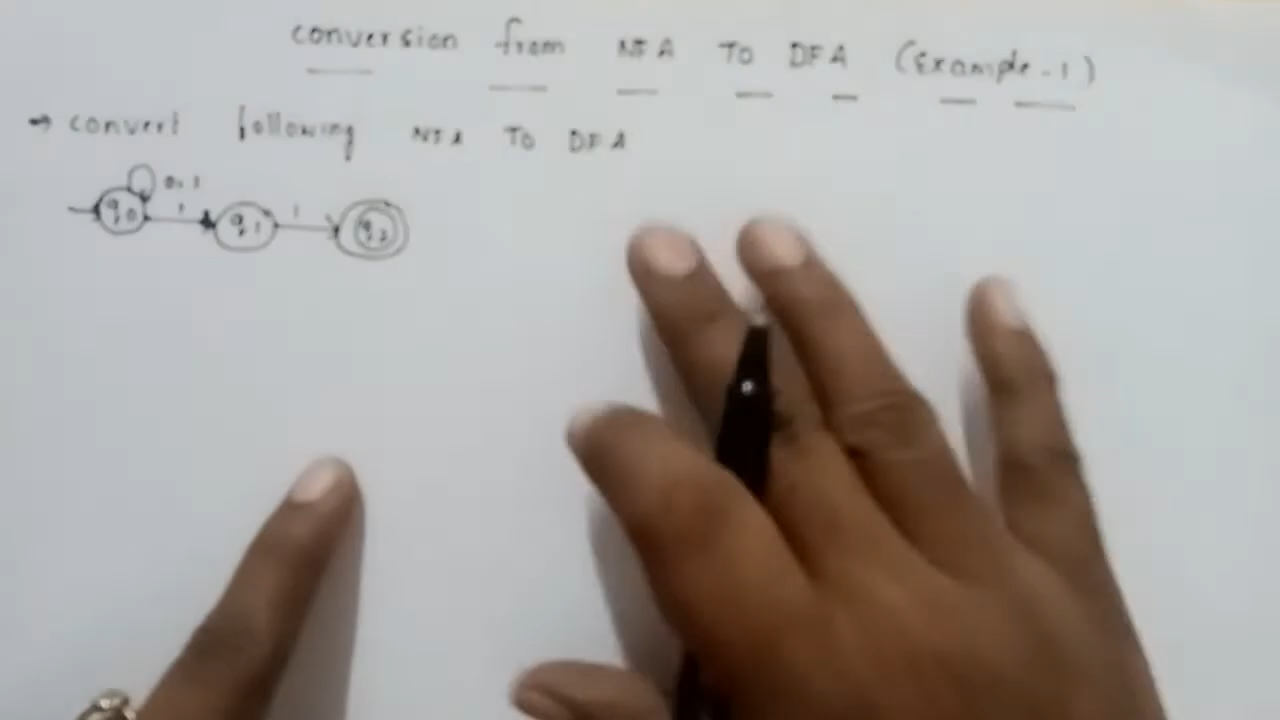 conversion from NFA TO DFA (Example-1)
→ convert following NFA TO DFA
0,1
q0 1 q1 1 q2